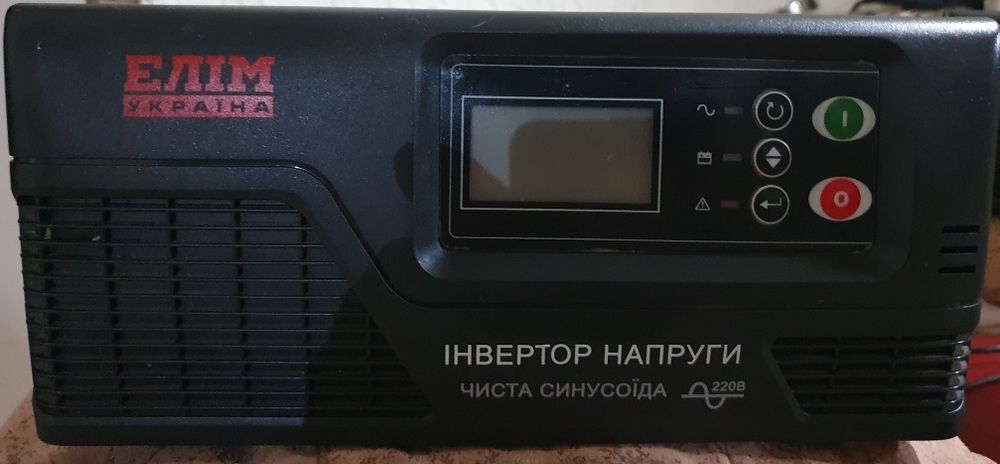 ЕЛІМ
УКРАЇНА
I
O
ІНВЕРТОР НАПРУГИ
ЧИСТА СИНУСОЇДА 220В